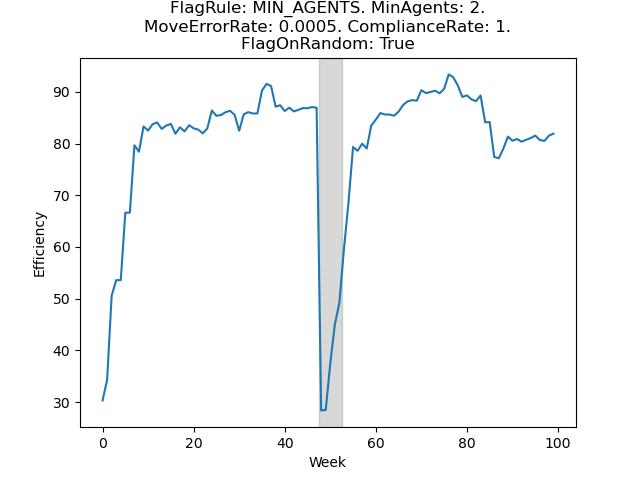 FlagRule: MIN_AGENTS. MinAgents: 2.
MoveErrorRate: 0.0005. ComplianceRate: 1.
FlagOnRandom: True
90
80
70
60
50
40
30
Efficiency
0 20 40 60 80 100
Week